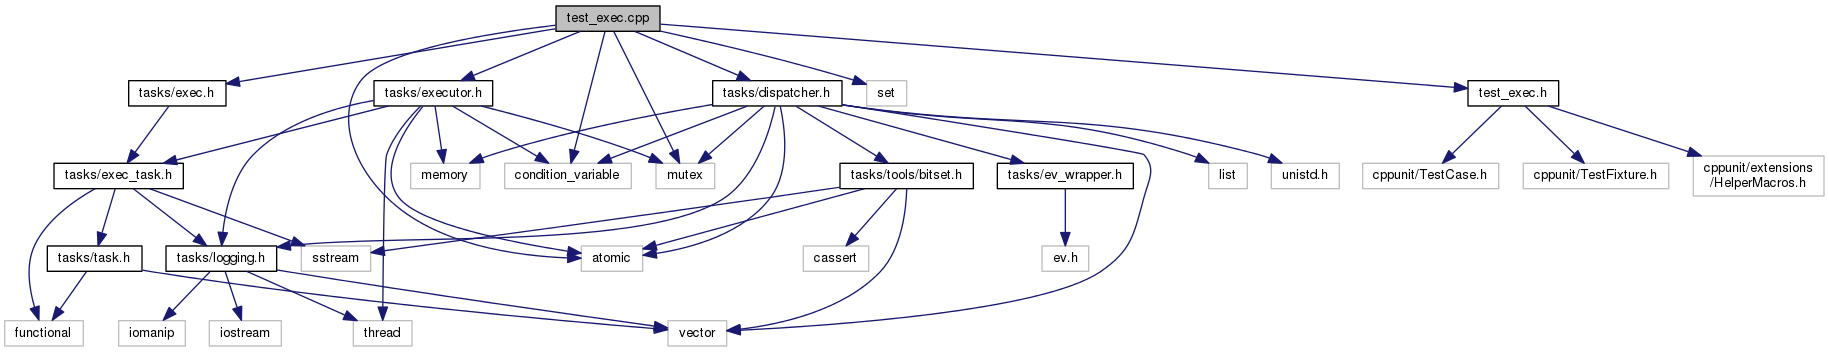 test_exec.cpp
tasks/exec.h
tasks/executor.h
tasks/dispatcher.h
set
test_exec.h
tasks/exec_task.h
memory
condition_variable
mutex
tasks/tools/bitset.h
tasks/ev_wrapper.h
list
unistd.h
cppunit/TestCase.h
cppunit/TestFixture.h
cppunit/extensions
/HelperMacros.h
tasks/task.h
tasks/logging.h
sstream
atomic
cassert
ev.h
functional
iomanip
iostream
thread
vector